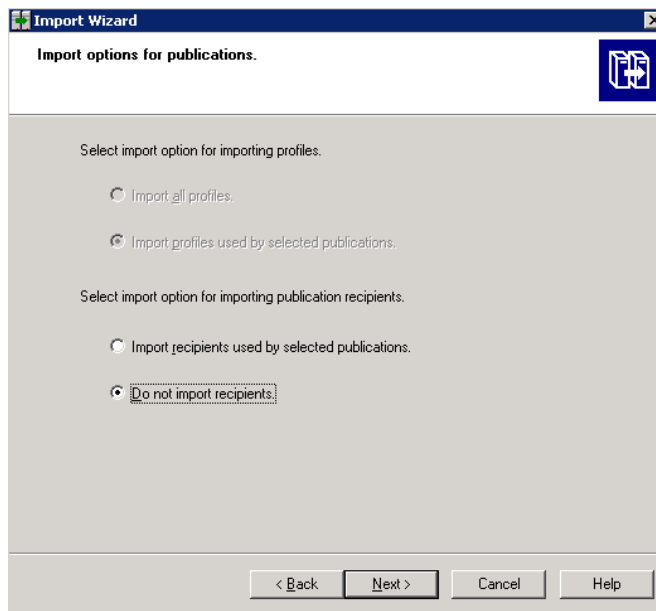 Import Wizard
Import options for publications.
Select import option for importing profiles.
Import all profiles.
Import profiles used by selected publications.
Select import option for importing publication recipients.
Import recipients used by selected publications.
Do not import recipients.
< Back Next > Cancel Help